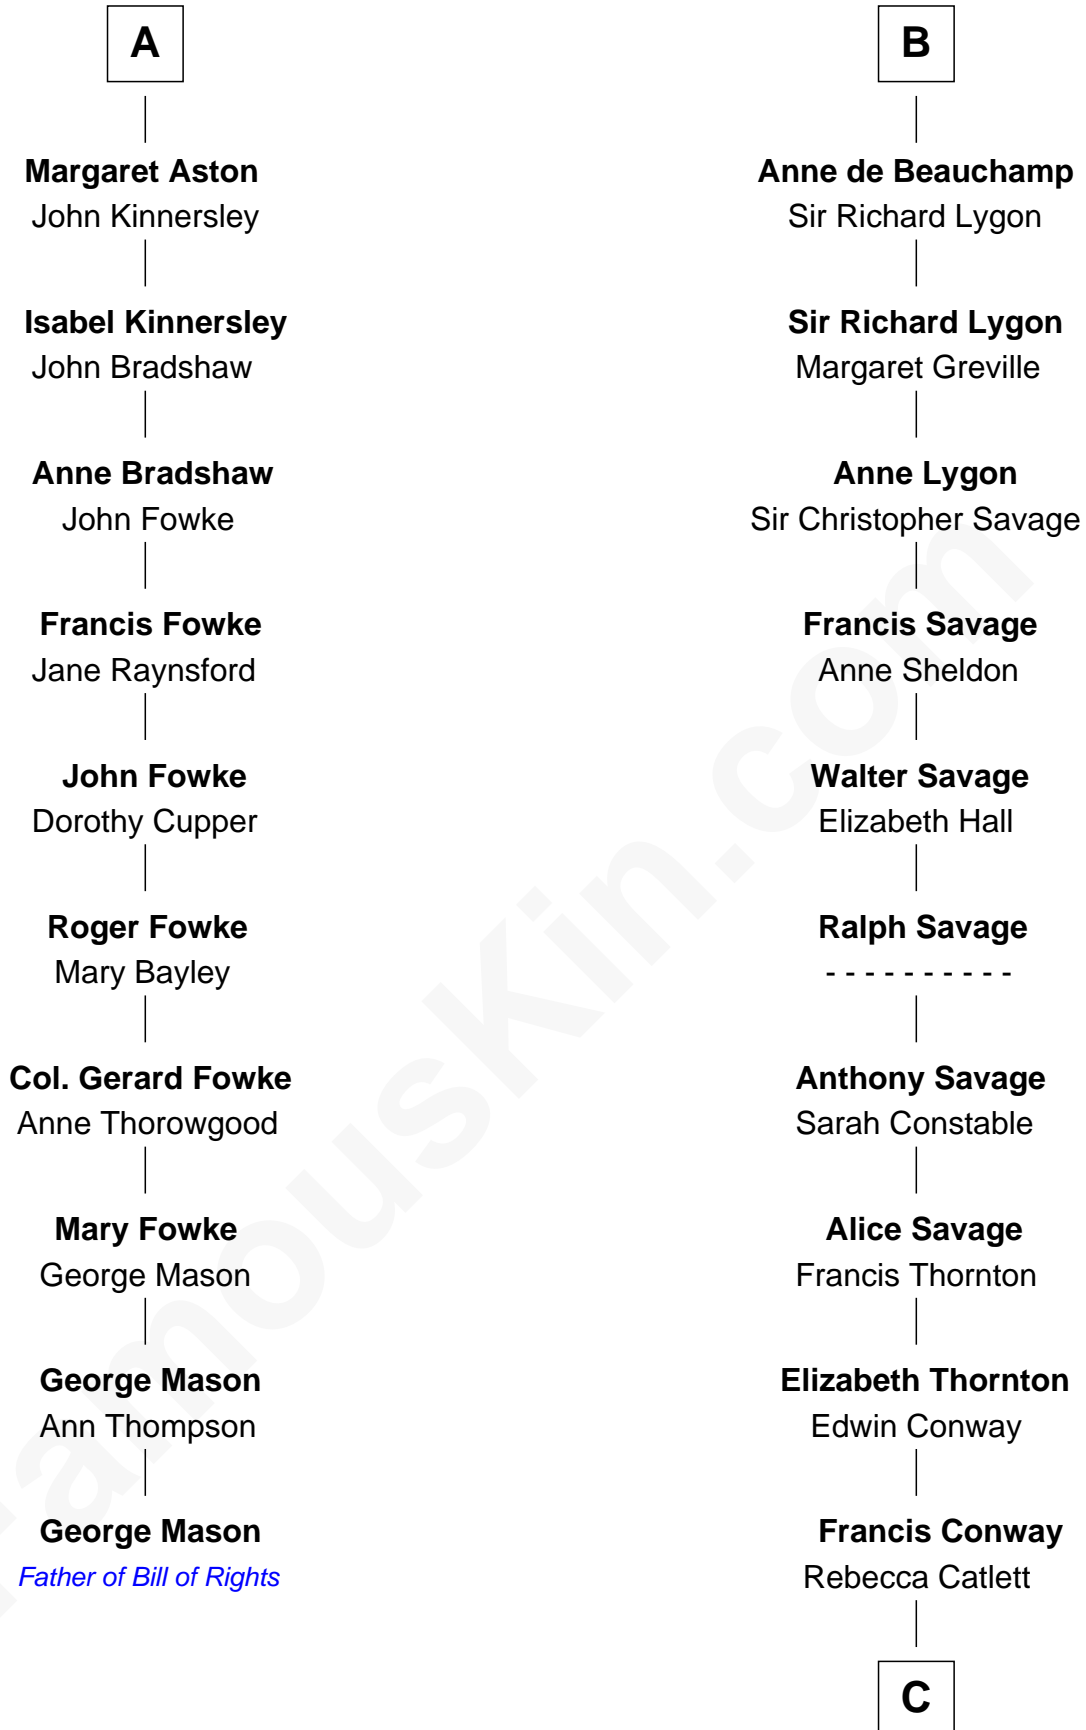 A
Margaret Aston
John Kinnersley
Isabel Kinnersley
John Bradshaw
Anne Bradshaw
John Fowke
Francis Fowke
Jane Raynsford
John Fowke
Dorothy Cupper
Roger Fowke
Mary Bayley
Col. Gerard Fowke
Anne Thorowgood
Mary Fowke
George Mason
George Mason
Ann Thompson
George Mason
Father of Bill of Rights
B
Anne de Beauchamp
Sir Richard Lygon
Sir Richard Lygon
Margaret Greville
Anne Lygon
Sir Christopher Savage
Francis Savage
Anne Sheldon
Walter Savage
Elizabeth Hall
Ralph Savage
- - - - - - - - - -
Anthony Savage
Sarah Constable
Alice Savage
Francis Thornton
Elizabeth Thornton
Edwin Conway
Francis Conway
Rebecca Catlett
C
FamousKin.com